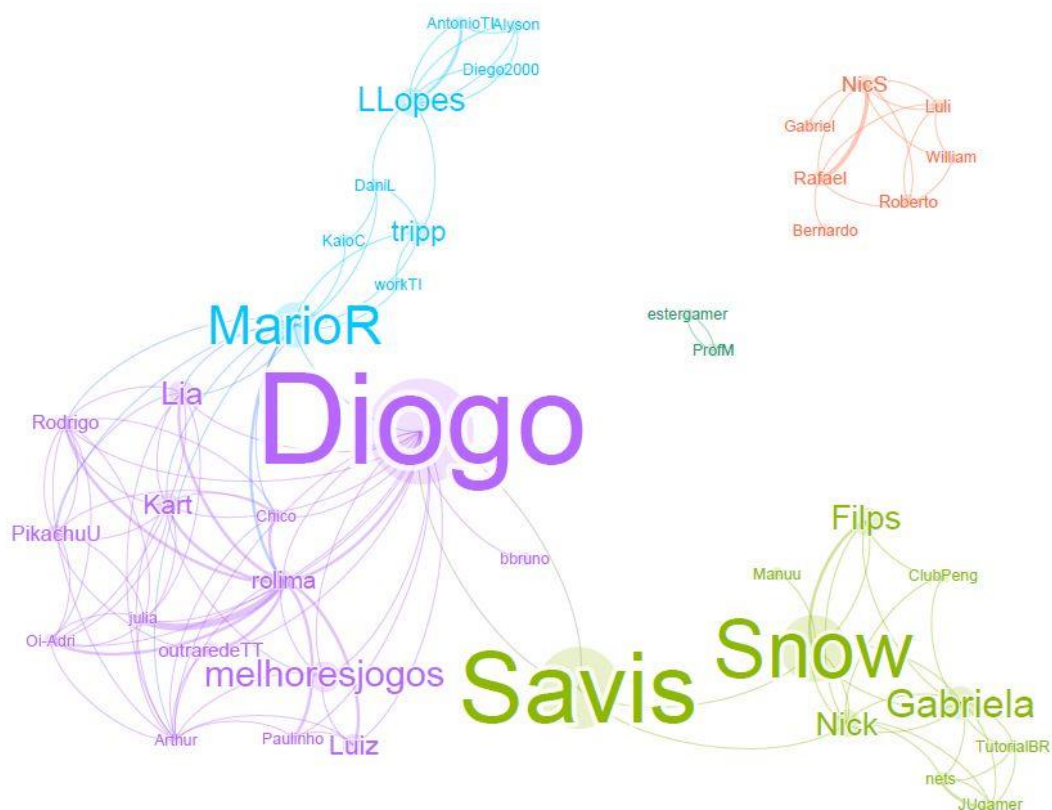 AntonioTI
Alyson
Diego2000
LLopes
DaniL
KaioC
tripp
workTI
MarioR
NicS
Luli
Gabriel
William
Rafael
Roberto
Bernardo
estergamer
ProfM
Diogo
Lia
Rodrigo
Kart
Chico
PikachuU
rolima
bbruno
julia
Oi-Adri
outraredeTT
melhoresjogos
Arthur
Paulinho
Luiz
Savis
Filps
Manuu
ClubPeng
Snow
Gabriela
Nick
TutorialBR
nets
JUgamer